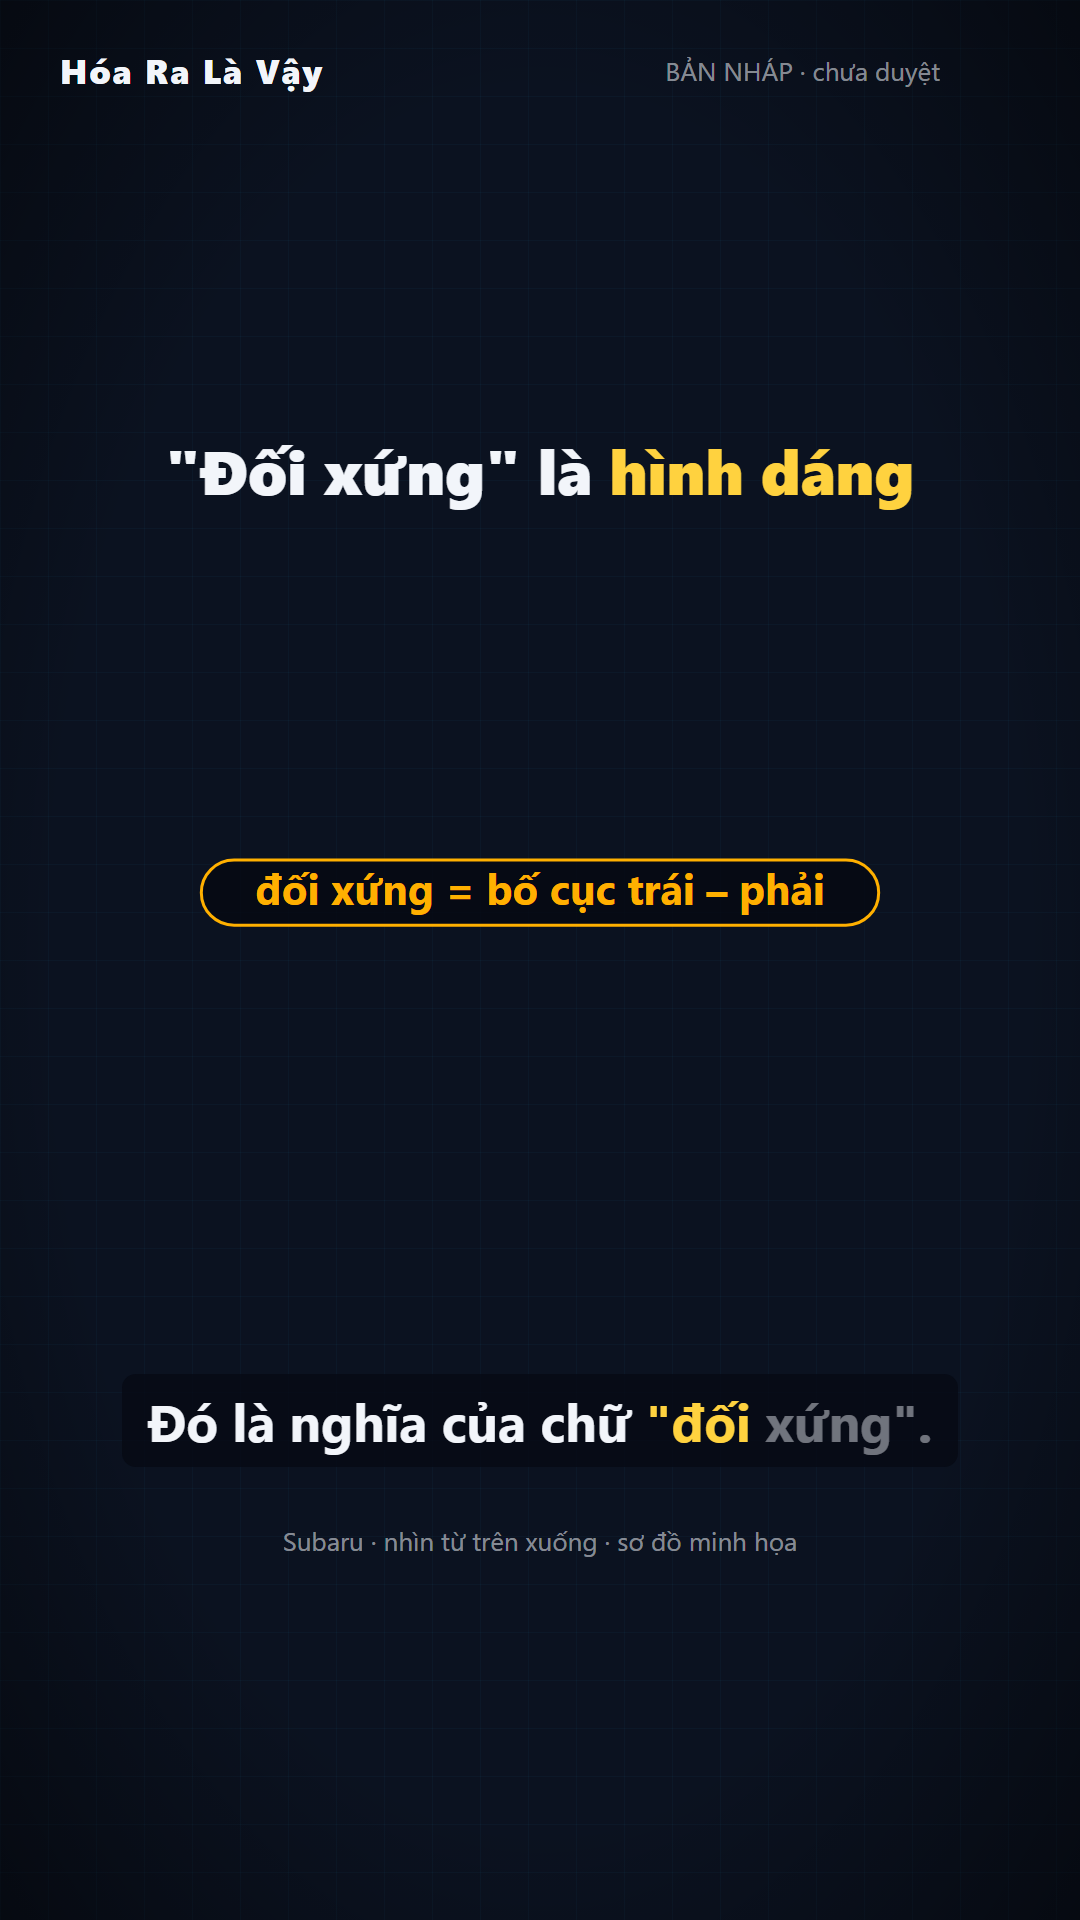 Hóa Ra Là Vậy
BẢN NHÁP · chưa duyệt
"Đối xứng" là hình dáng
đối xứng = bố cục trái – phải
Đó là nghĩa của chữ "đối xứng".
Subaru · nhìn từ trên xuống · sơ đồ minh họa